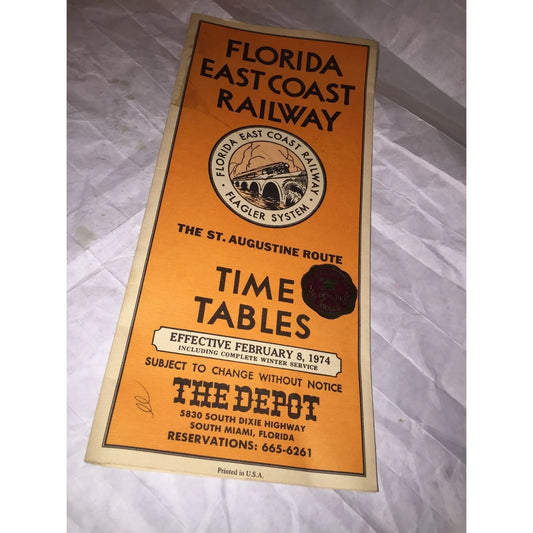 FLORIDA
EAST COAST
RAILWAY
FLORIDA EAST COAST RAILWAY
FLAGLER SYSTEM
THE ST. AUGUSTINE ROUTE
TIME
TABLES
EFFECTIVE FEBRUARY 8, 1974
INCLUDING COMPLETE WINTER SERVICE
SUBJECT TO CHANGE WITHOUT NOTICE
THE DEPOT
5830 SOUTH DIXIE HIGHWAY
SOUTH MIAMI, FLORIDA
RESERVATIONS: 665-6261
Printed in U.S.A.